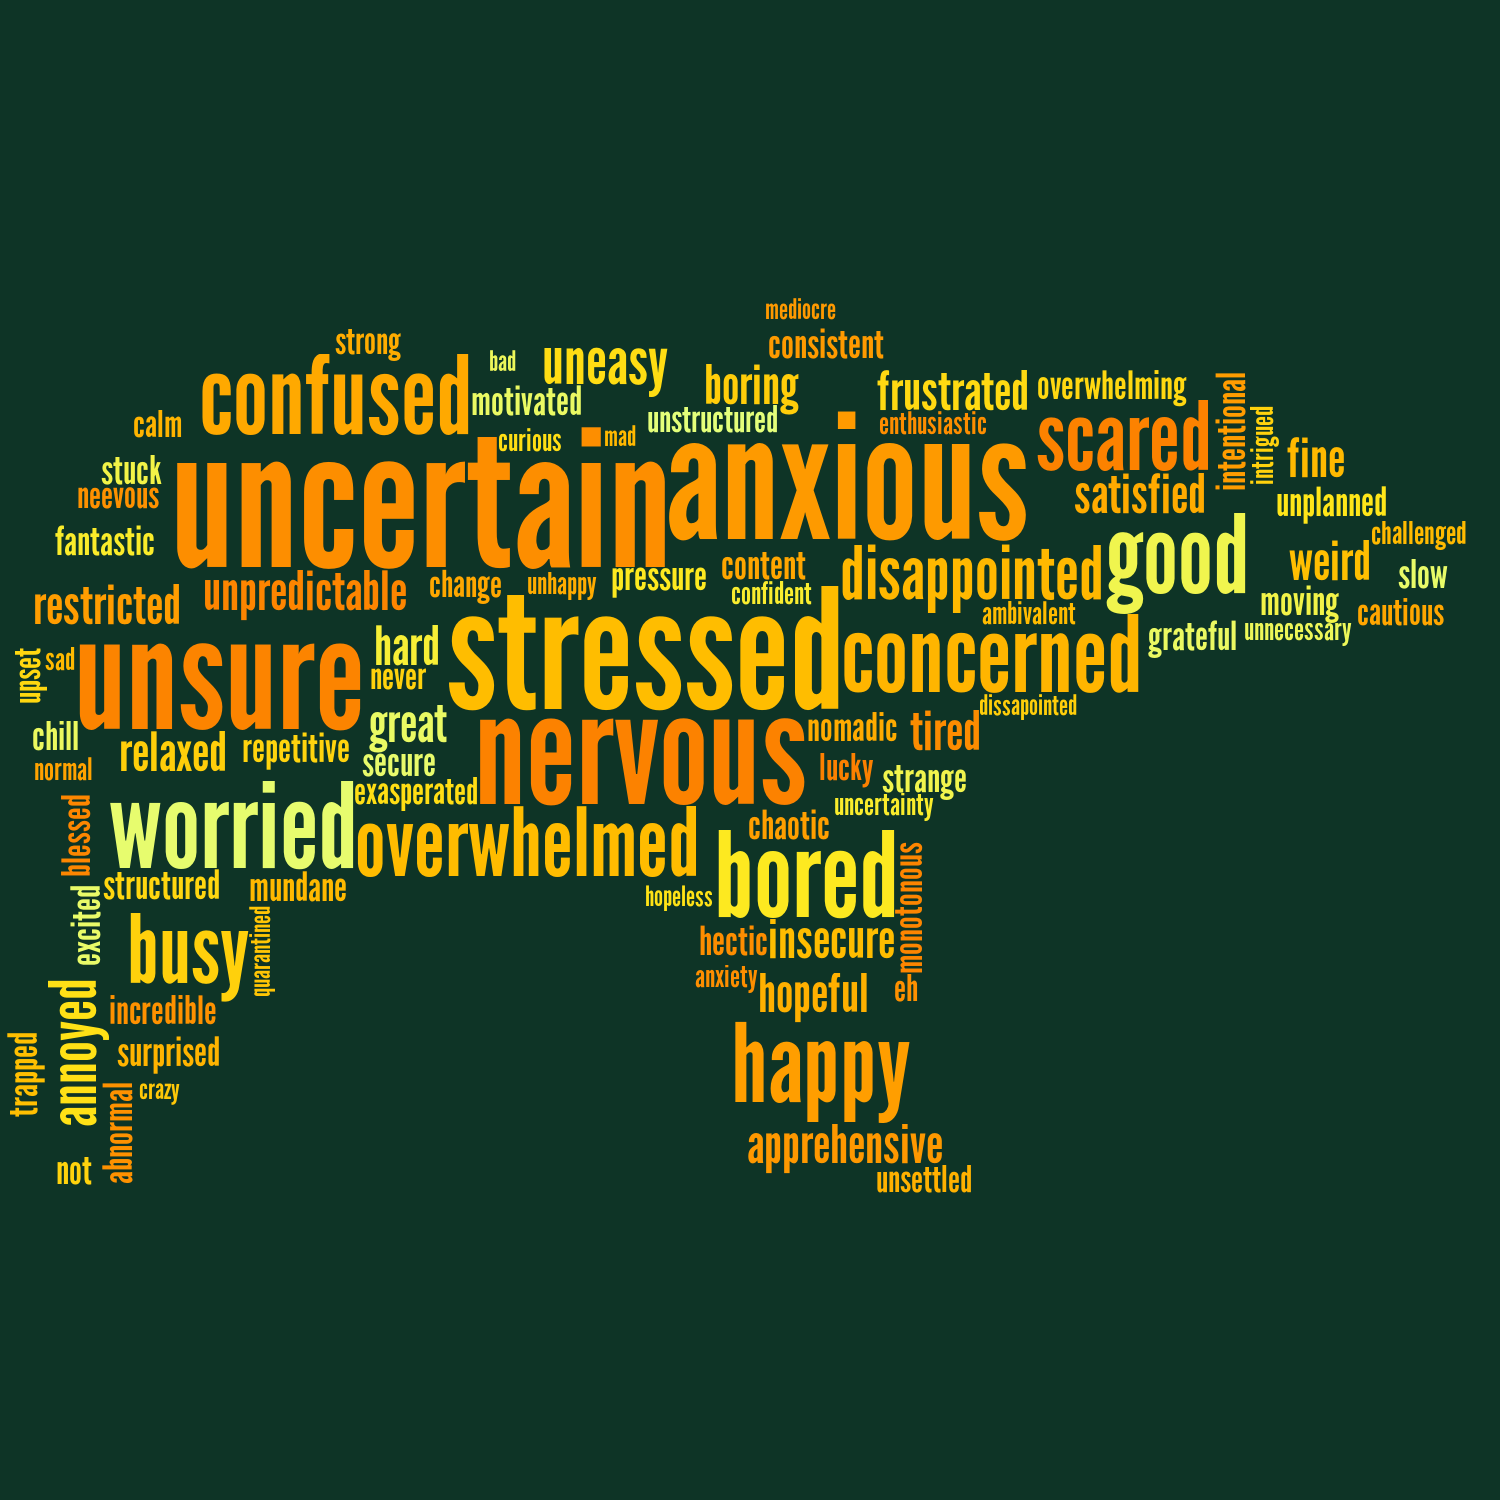 mediocre
strong
consistent
bad
uneasy
confused
motivated
boring
frustrated
overwhelming
intentional
calm
unstructured
enthusiastic
scared
intrigued
curious
mad
anxious
uncertain
stuck
neevous
fine
satisfied
unplanned
fantastic
good
challenged
weird
slow
content
disappointed
pressure
unhappy
change
unpredictable
restricted
confident
stressed
ambivalent
moving
cautious
concerned
grateful
unnecessary
hard
never
unsure
sad
upset
dissapointed
great
nervous
nomadic
tired
chill
relaxed
repetitive
secure
normal
lucky
strange
exasperated
uncertainty
blessed
worried
overwhelmed
chaotic
bored
monotonous
structured
mundane
hopeless
excited
busy
quarantined
hectic
insecure
anxiety
hopeful
eh
annoyed
incredible
happy
trapped
surprised
crazy
abnormal
apprehensive
not
unsettled